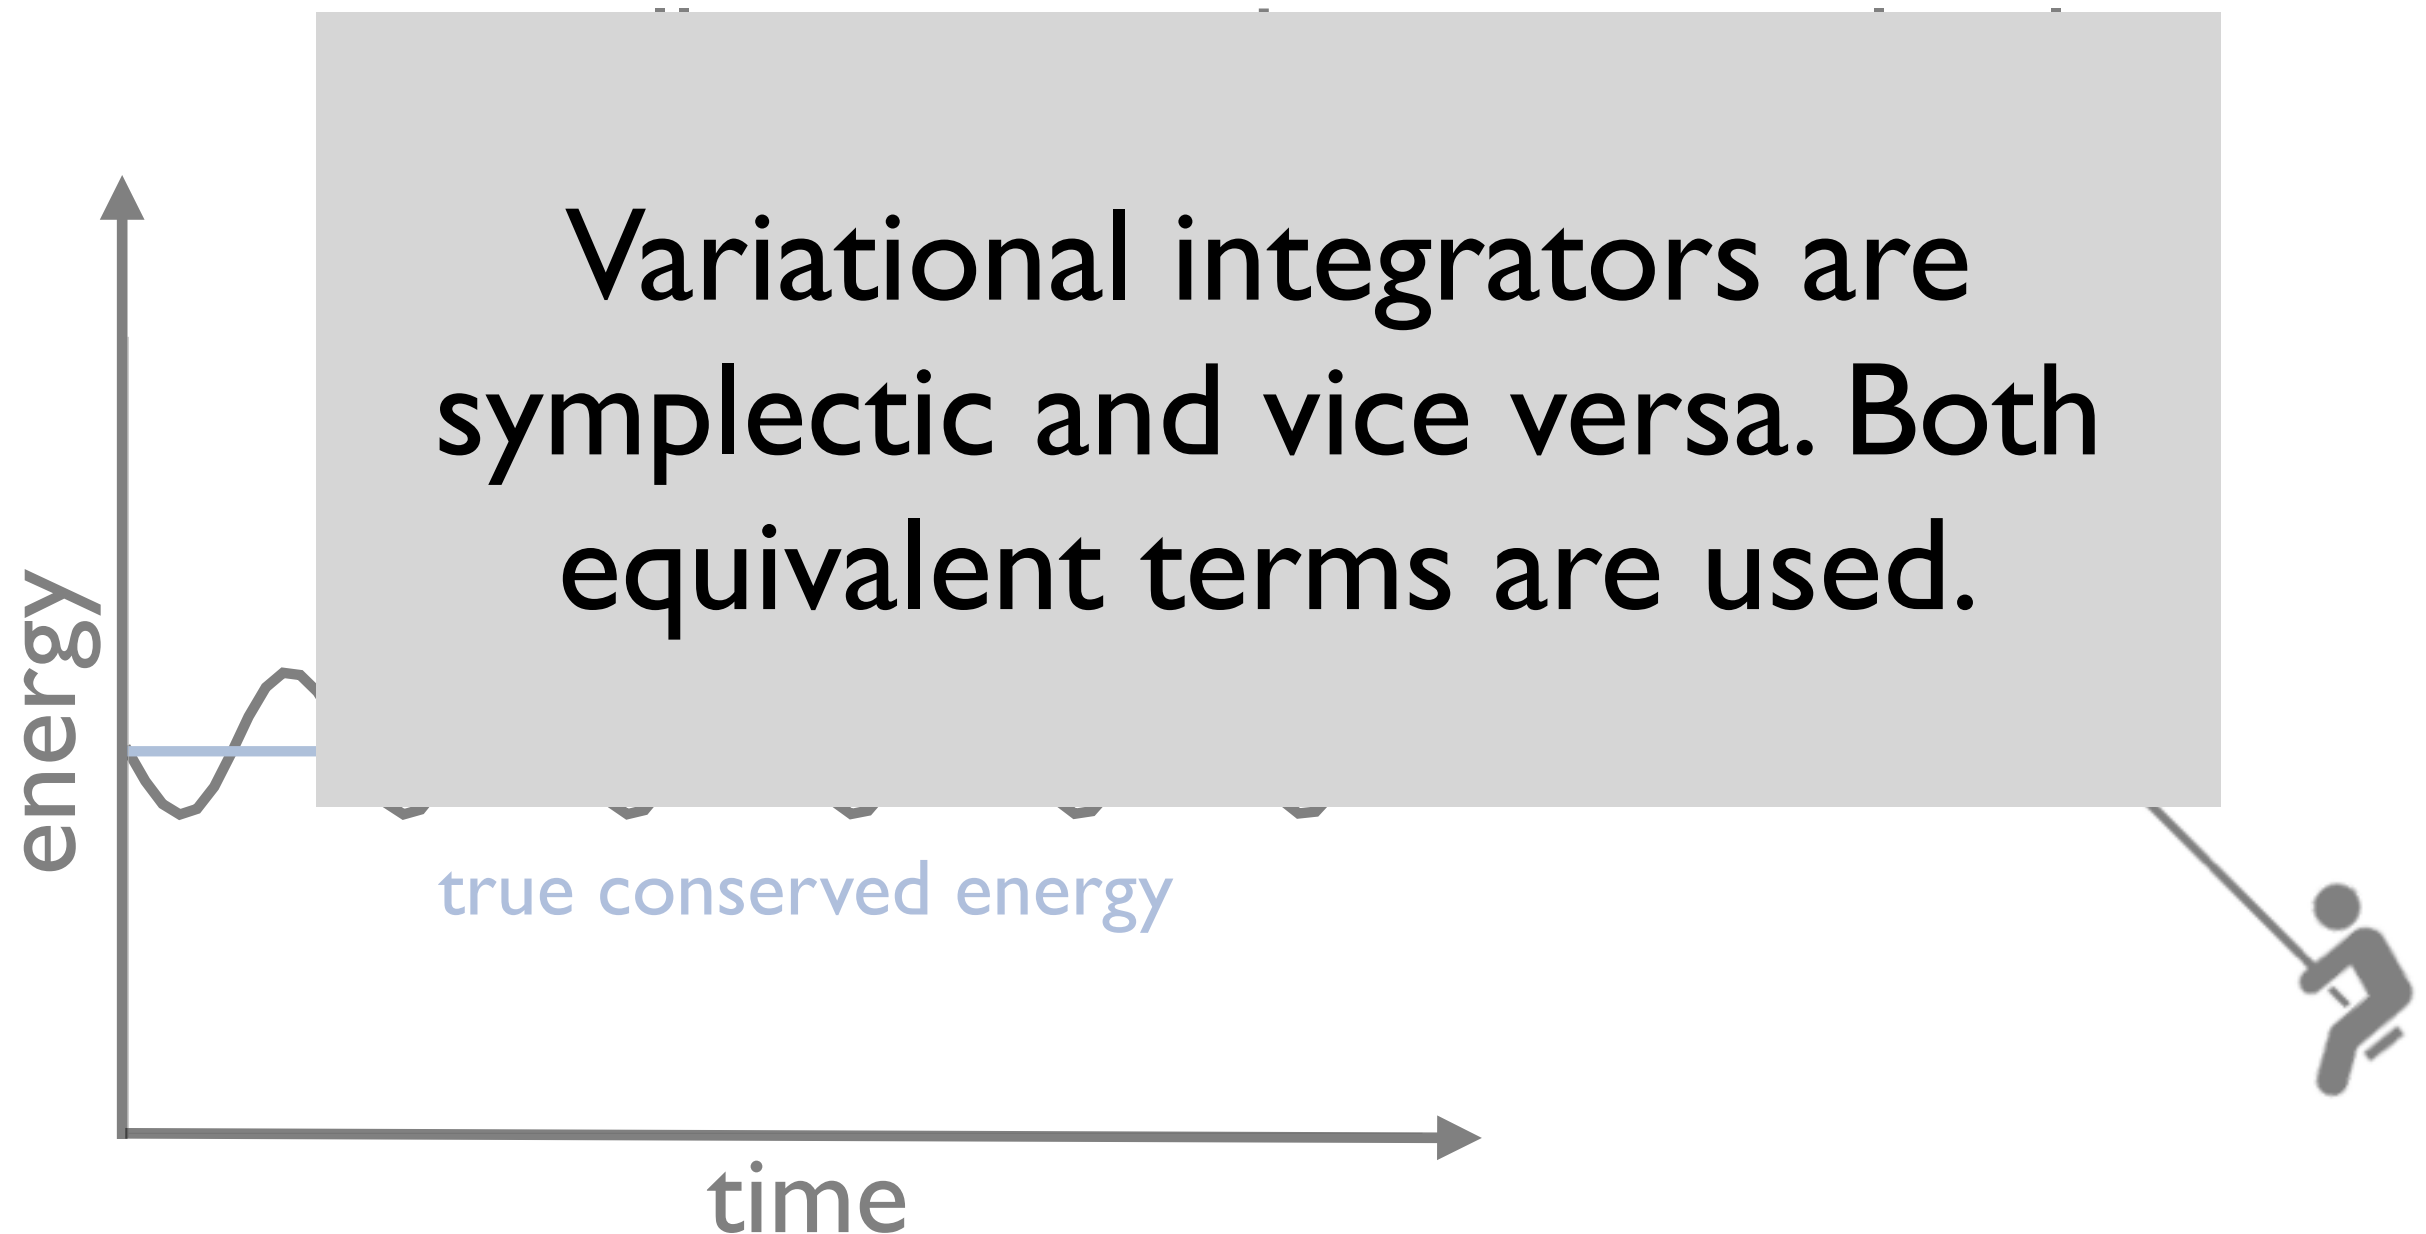 Variational integrators are
symplectic and vice versa. Both
equivalent terms are used.
energy
true conserved energy
time